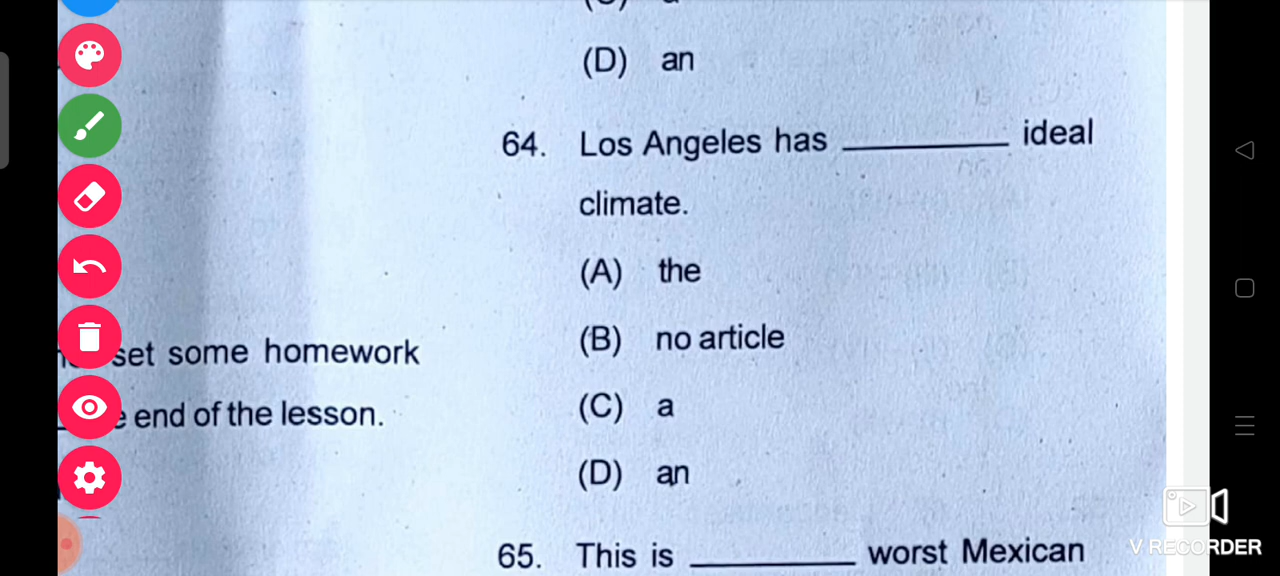 (D) an
64. Los Angeles has ________ ideal
climate.
(A) the
(B) no article
(C) a
(D) an
65. This is ________ worst Mexican
set some homework
end of the lesson.
V RECORDER